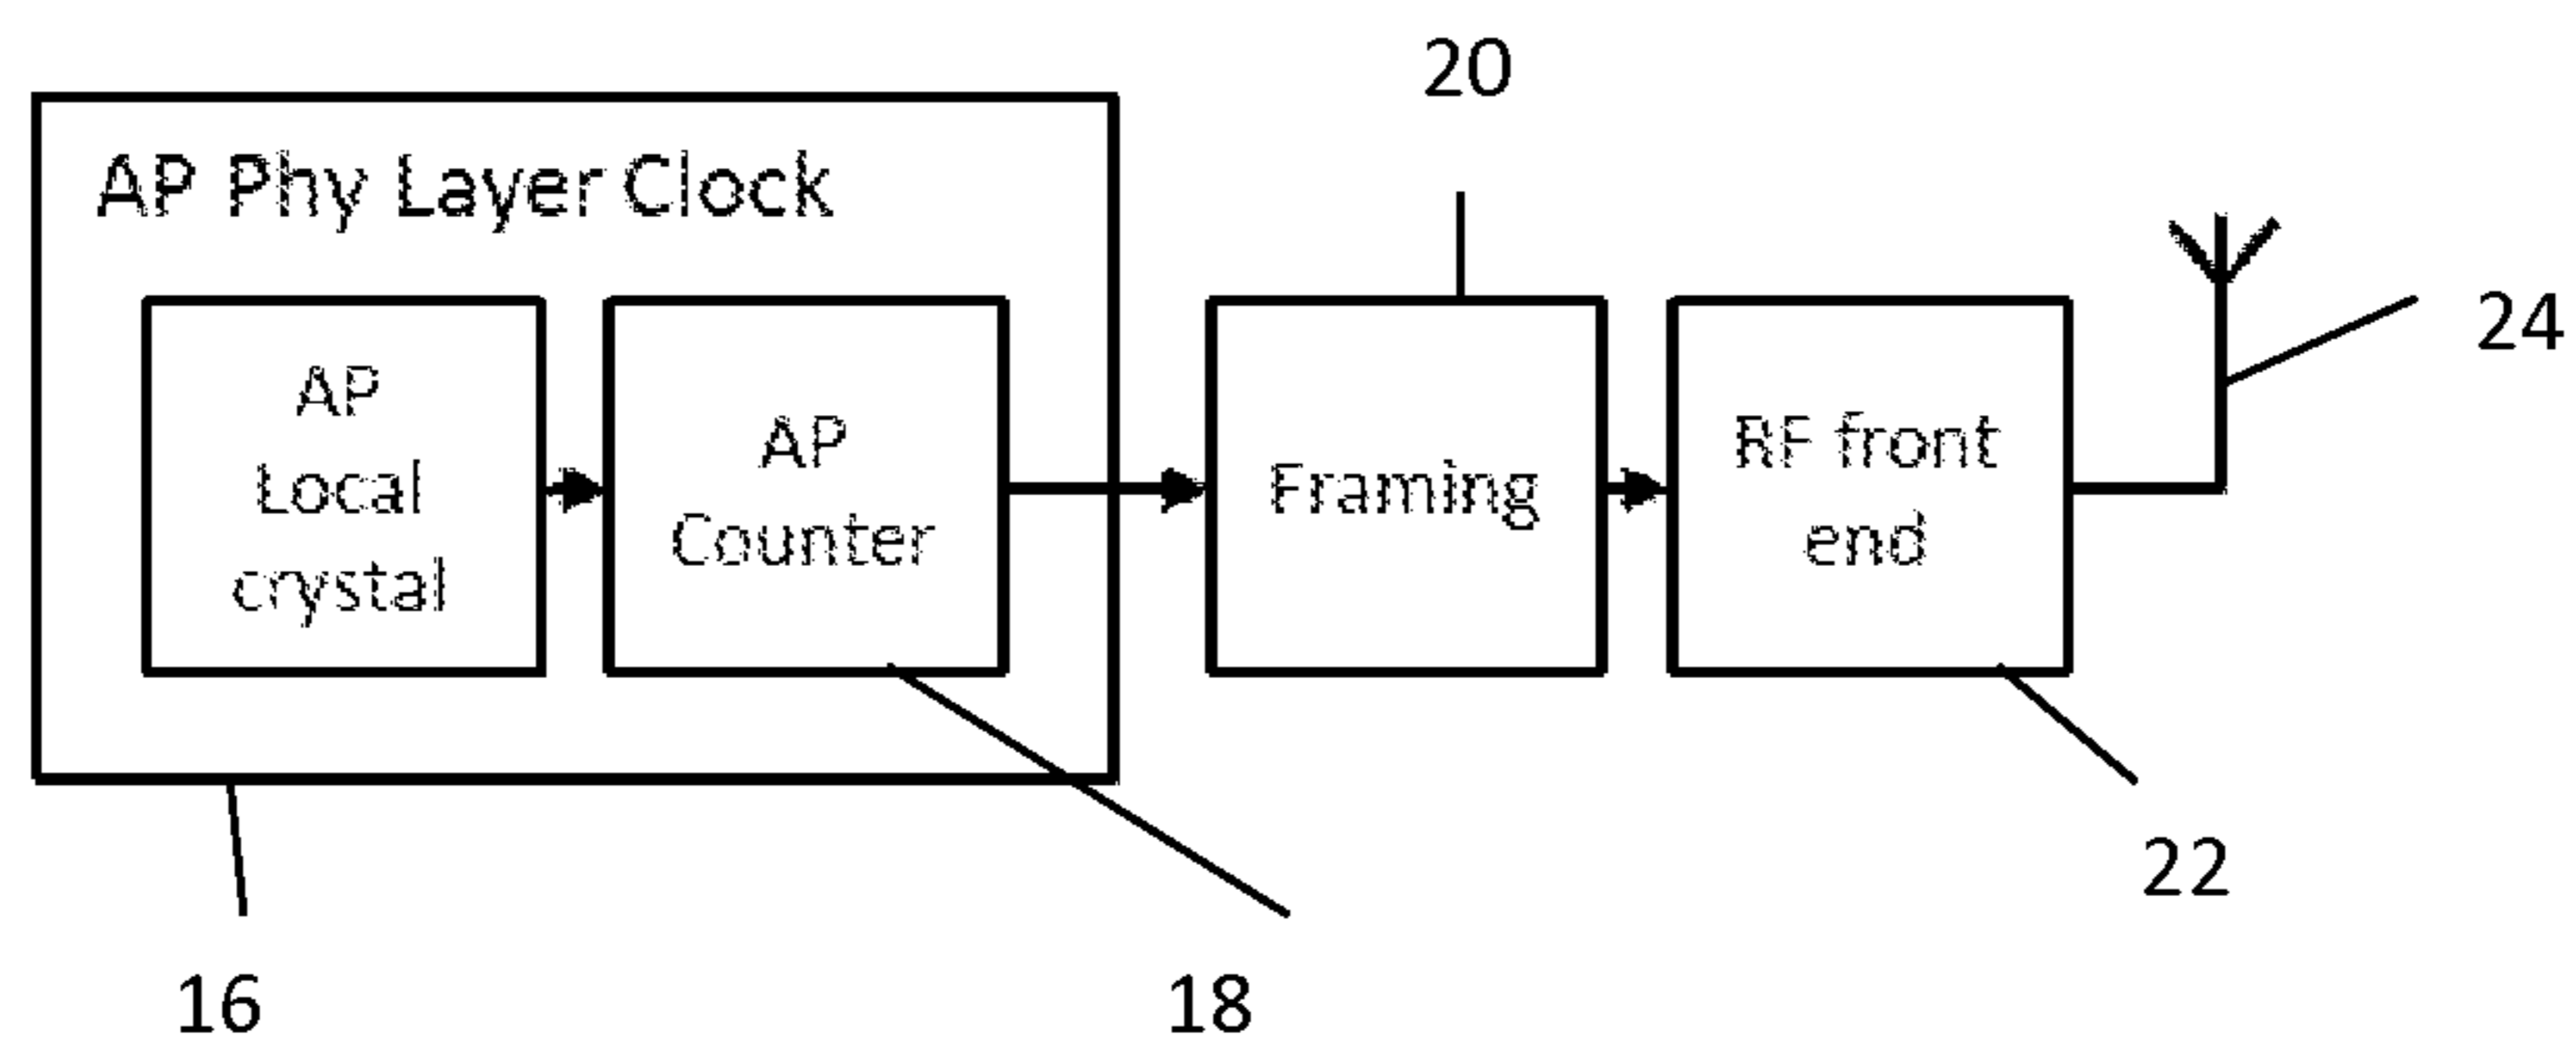 20
AP Phy Layer Clock
24
AP
Local
crystal
AP
Counter
Framing
RF front
end
22
16
18